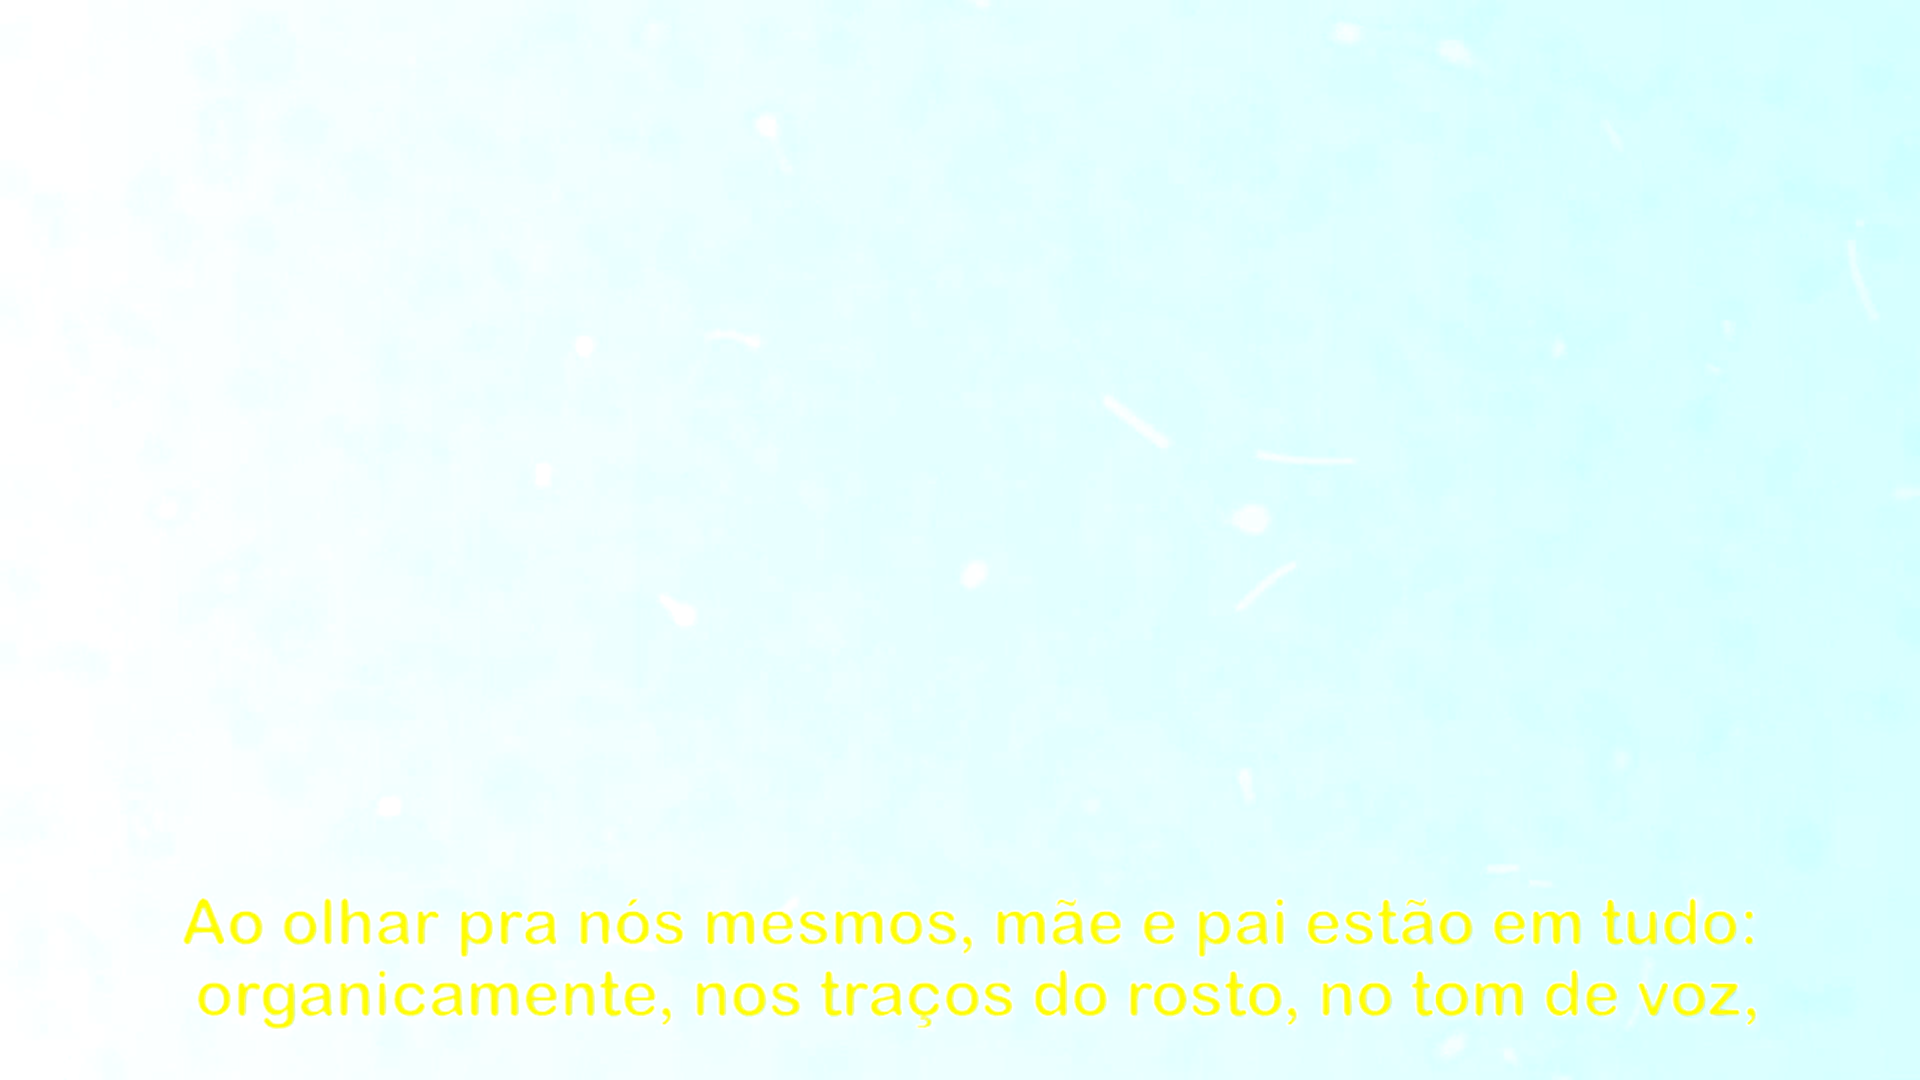 Ao olhar pra nós mesmos, mãe e pai estão em tudo:
organicamente, nos traços do rosto, no tom de voz,